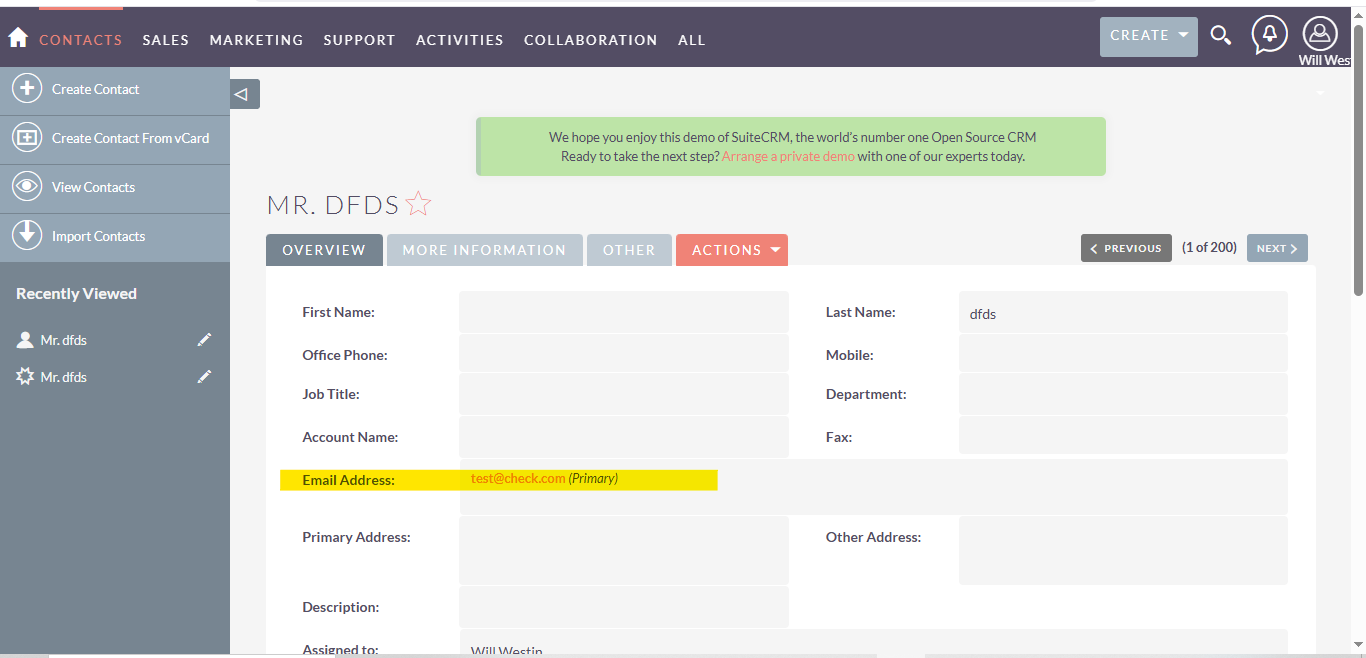 CONTACTS SALES MARKETING SUPPORT ACTIVITIES COLLABORATION ALL CREATE
Will Wes
Create Contact
Create Contact From vCard
View Contacts
Import Contacts
Recently Viewed
Mr. dfds
Mr. dfds
We hope you enjoy this demo of SuiteCRM, the world's number one Open Source CRM
Ready to take the next step? Arrange a private demo with one of our experts today.
MR. DFDS
OVERVIEW MORE INFORMATION OTHER ACTIONS PREVIOUS (1 of 200) NEXT
First Name: Last Name: dfds
Office Phone: Mobile:
Job Title: Department:
Account Name: Fax:
Email Address: test@check.com (Primary)
Primary Address: Other Address:
Description:
Assigned to: Will Westin